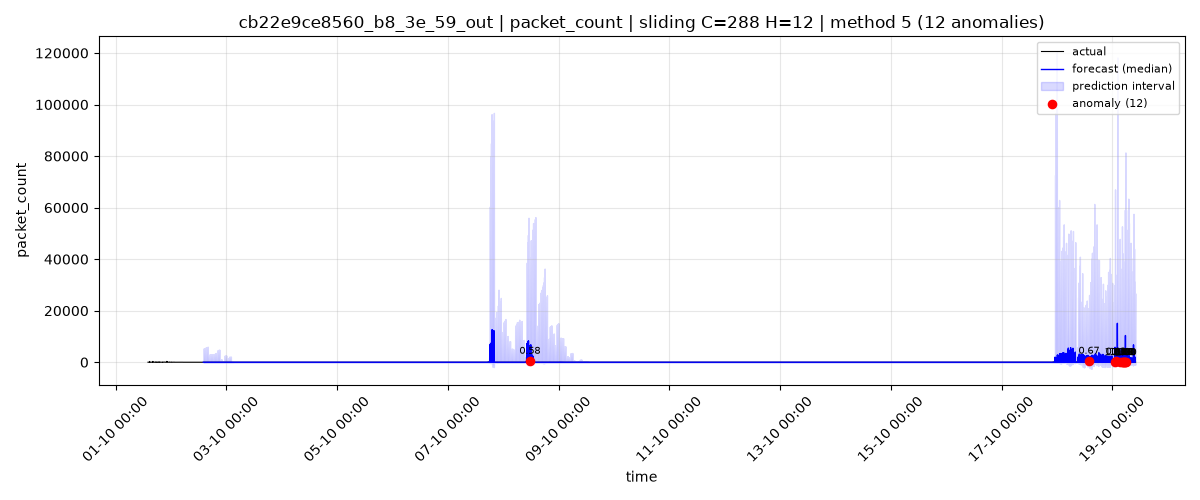 cb22e9ce8560_b8_3e_59_out | packet_count | sliding C=288 H=12 | method 5 (12 anomalies)
actual
forecast (median)
prediction interval
anomaly (12)
packet_count
120000
100000
80000
60000
40000
20000
0
0.68
0.67
01-10 00:00
03-10 00:00
05-10 00:00
07-10 00:00
09-10 00:00
11-10 00:00
13-10 00:00
15-10 00:00
17-10 00:00
19-10 00:00
time